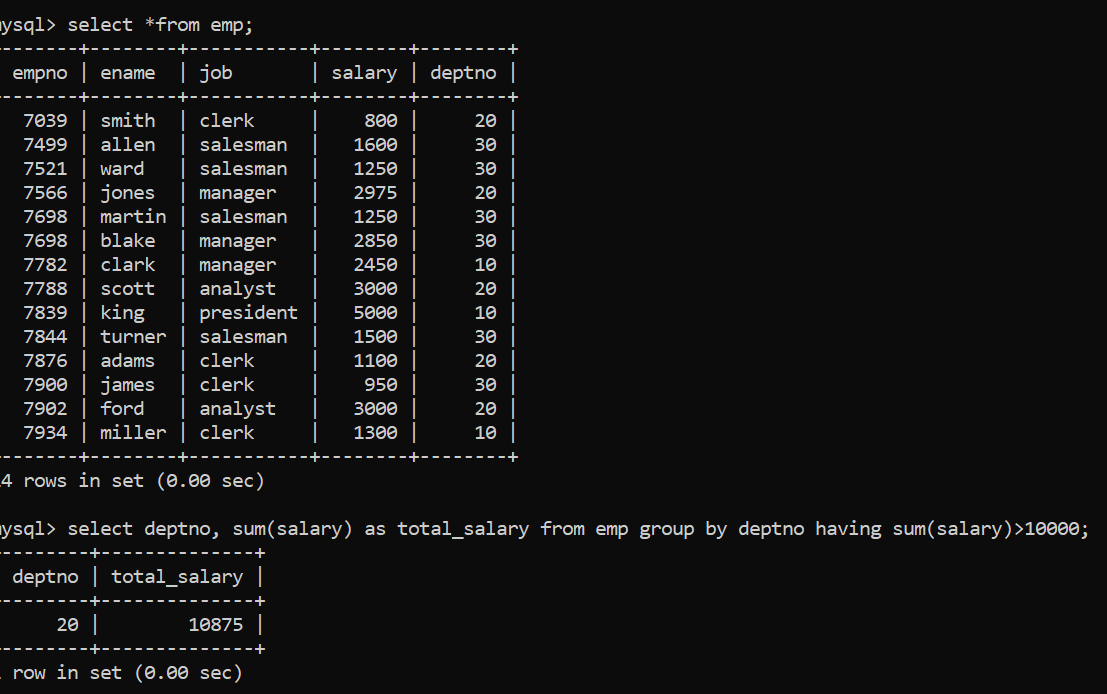 ysql> select *from emp;
-------+--------+-----------+--------+--------+
empno | ename  | job       | salary | deptno |
-------+--------+-----------+--------+--------+
 7039 | smith  | clerk     |    800 |     20 |
 7499 | allen  | salesman  |   1600 |     30 |
 7521 | ward   | salesman  |   1250 |     30 |
 7566 | jones  | manager   |   2975 |     20 |
 7698 | martin | salesman  |   1250 |     30 |
 7698 | blake  | manager   |   2850 |     30 |
 7782 | clark  | manager   |   2450 |     10 |
 7788 | scott  | analyst   |   3000 |     20 |
 7839 | king   | president |   5000 |     10 |
 7844 | turner | salesman  |   1500 |     30 |
 7876 | adams  | clerk     |   1100 |     20 |
 7900 | james  | clerk     |    950 |     30 |
 7902 | ford   | analyst   |   3000 |     20 |
 7934 | miller | clerk     |   1300 |     10 |
-------+--------+-----------+--------+--------+
4 rows in set (0.00 sec)
ysql> select deptno, sum(salary) as total_salary from emp group by deptno having sum(salary)>10000;
--------+--------------+
deptno | total_salary |
--------+--------------+
    20 |        10875 |
--------+--------------+
row in set (0.00 sec)